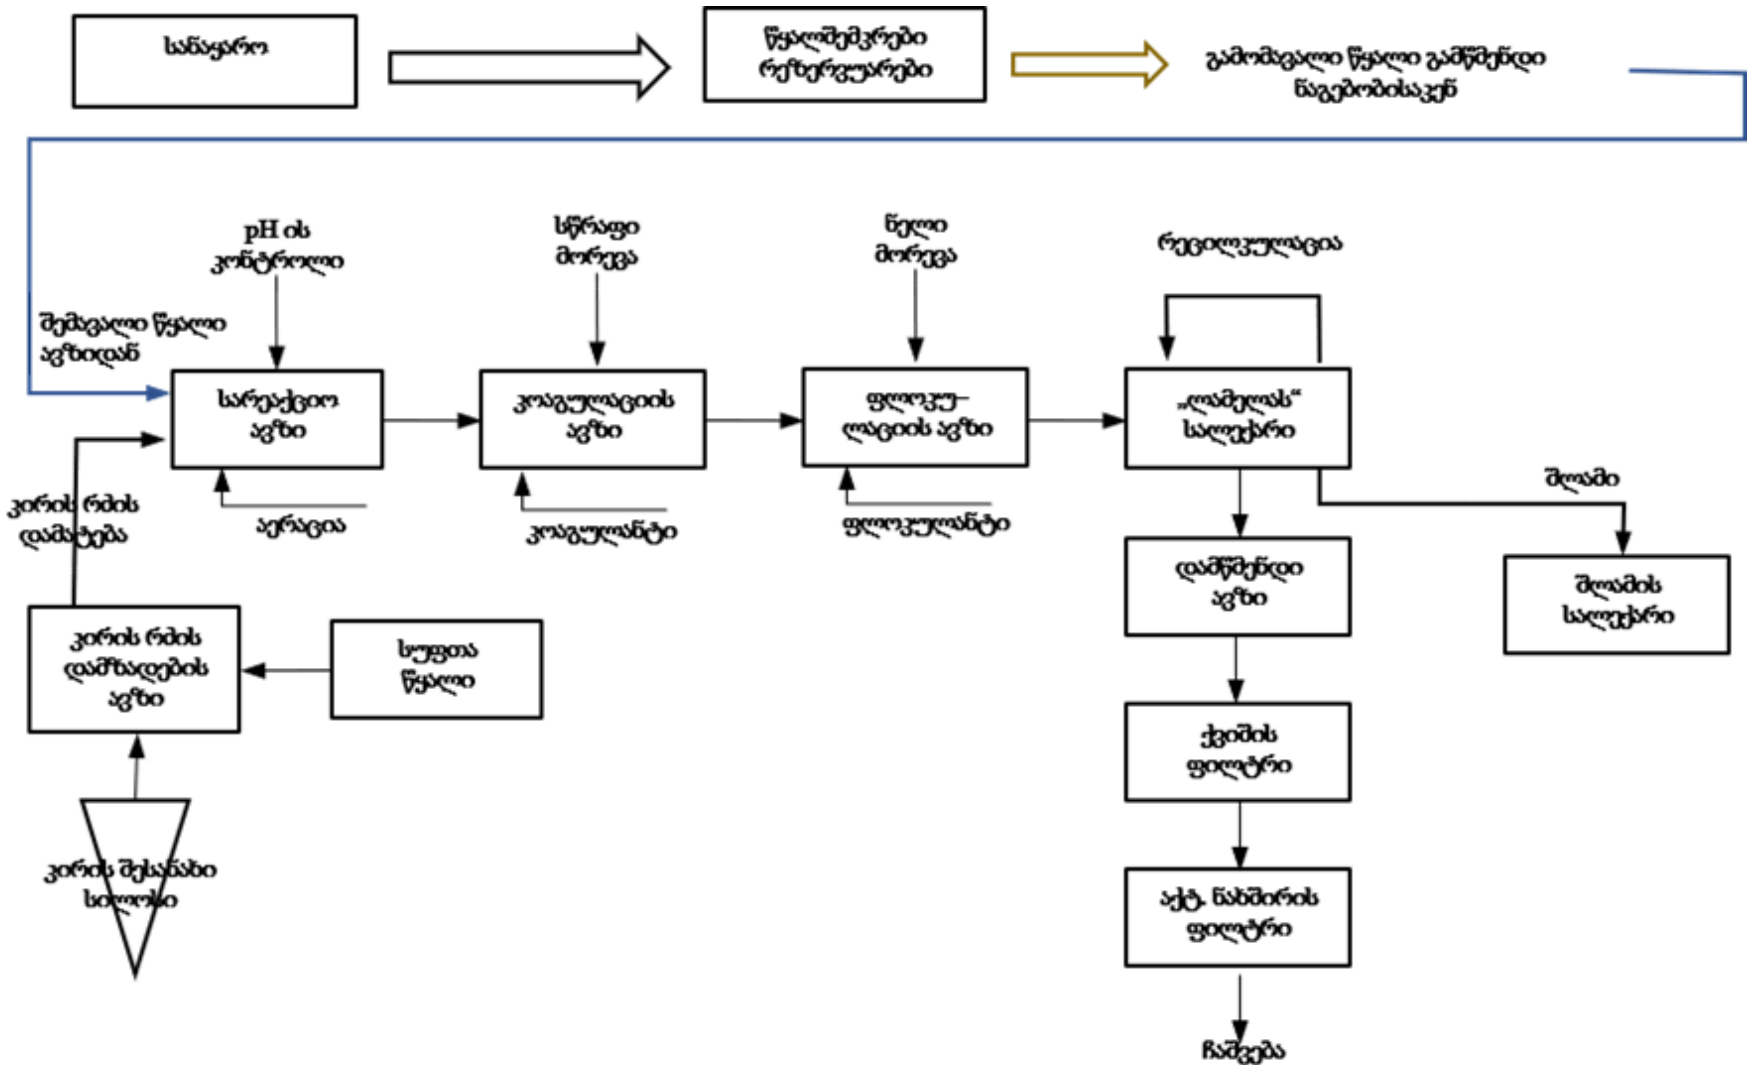 სანაყარო
წყალშემკრები
რეზერვუარები
გამომავალი წყალი გამწმენდი
ნაგებობისაკენ
pH ის
კონტროლი
სწრაფი
მორევა
ნელი
მორევა
რეცილკულაცია
შემავალი წყალი
ავზიდან
სარეაქციო
ავზი
კოაგულაციის
ავზი
ფლოკუ–
ლაციის ავზი
„ლამელას“
სალექარი
კირის რძის
დამატება
აერაცია
კოაგულანტი
ფლოკულანტი
შლამი
დამწმენდი
ავზი
შლამის
სალექარი
კირის რძის
დამზადების
ავზი
სუფთა
წყალი
ქვიშის
ფილტრი
კირის შესანახი
სილოსი
აქტ. ნახშირის
ფილტრი
ჩაშვება